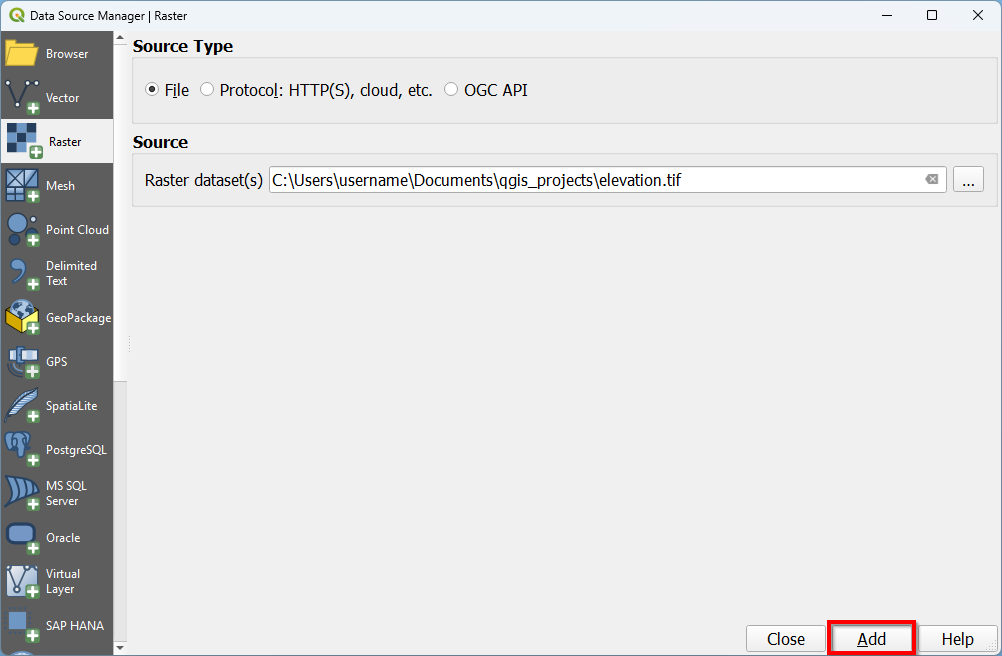 Data Source Manager | Raster
Browser
Vector
Raster
Mesh
Point Cloud
Delimited
Text
GeoPackage
GPS
SpatiaLite
PostgreSQL
MS SQL
Server
Oracle
Virtual
Layer
SAP HANA
Source Type
File Protocol: HTTP(S), cloud, etc. OGC API
Source
Raster dataset(s) C:\Users\username\Documents\qgis_projects\elevation.tif ...
Close Add Help